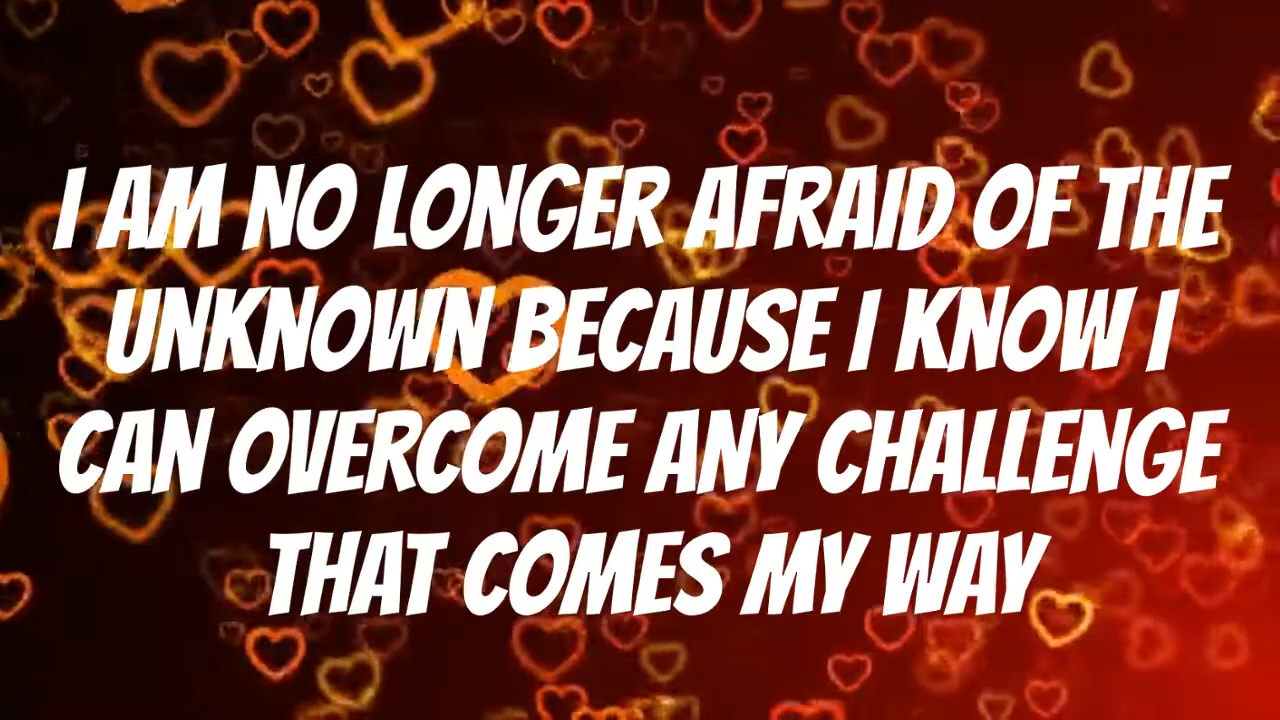 I AM NO LONGER AFRAID OF THE
UNKNOWN BECAUSE I KNOW I
CAN OVERCOME ANY CHALLENGE
THAT COMES MY WAY